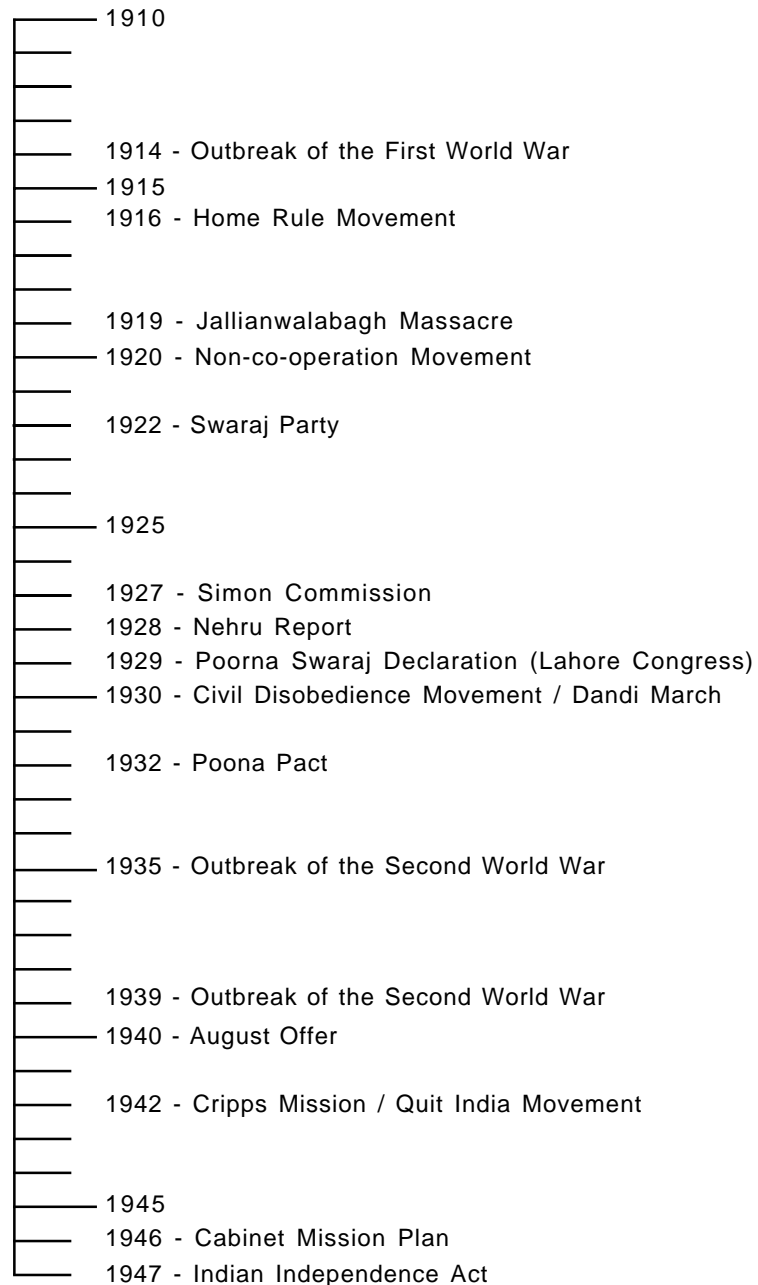 1910
1914 - Outbreak of the First World War
1915
1916 - Home Rule Movement
1919 - Jallianwalabagh Massacre
1920 - Non-co-operation Movement
1922 - Swaraj Party
1925
1927 - Simon Commission
1928 - Nehru Report
1929 - Poorna Swaraj Declaration (Lahore Congress)
1930 - Civil Disobedience Movement / Dandi March
1932 - Poona Pact
1935 - Outbreak of the Second World War
1939 - Outbreak of the Second World War
1940 - August Offer
1942 - Cripps Mission / Quit India Movement
1945
1946 - Cabinet Mission Plan
1947 - Indian Independence Act